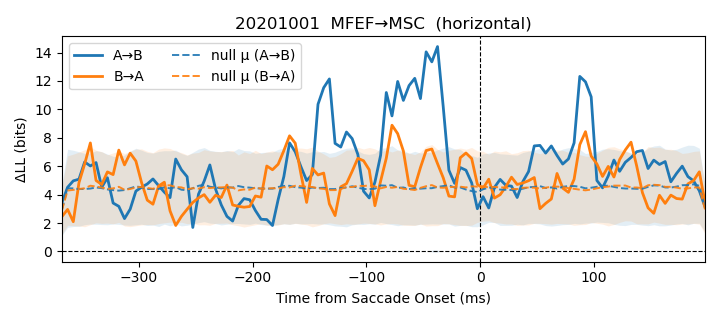 20201001  MFEF→MSC  (horizontal)
ΔLL (bits)
14
12
10
8
6
4
2
0
A→B
B→A
null μ (A→B)
null μ (B→A)
−300
−200
−100
0
100
Time from Saccade Onset (ms)